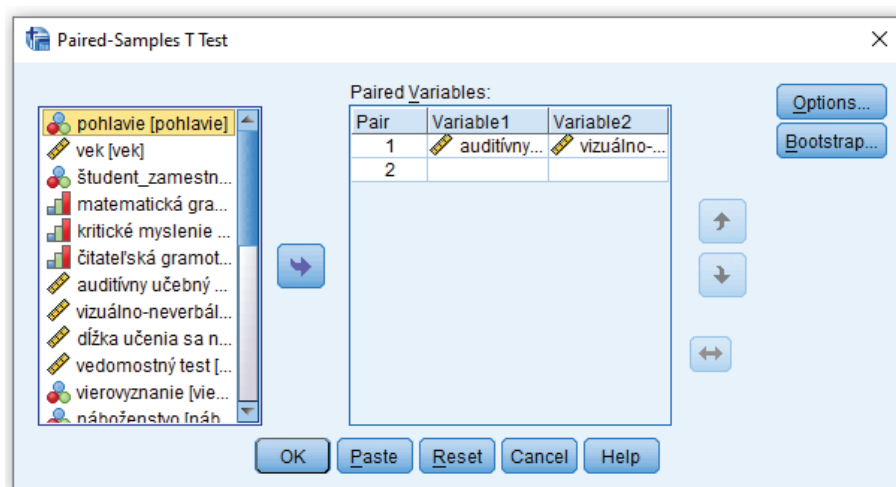 Paired-Samples T Test
Paired Variables:
pohlavie [pohlavie]
vek [vek]
študent_zamestn...
matematická gra...
kritické myslenie ...
čitateľská gramot...
auditívny učebný ...
vizuálno-neverbál...
dĺžka učenia sa n...
vedomostný test [...
vierovyznanie [vie...
náboženstvo [náb...
Pair Variable1 Variable2
1 auditívny... vizuálno-...
2
Options...
Bootstrap...
OK Paste Reset Cancel Help